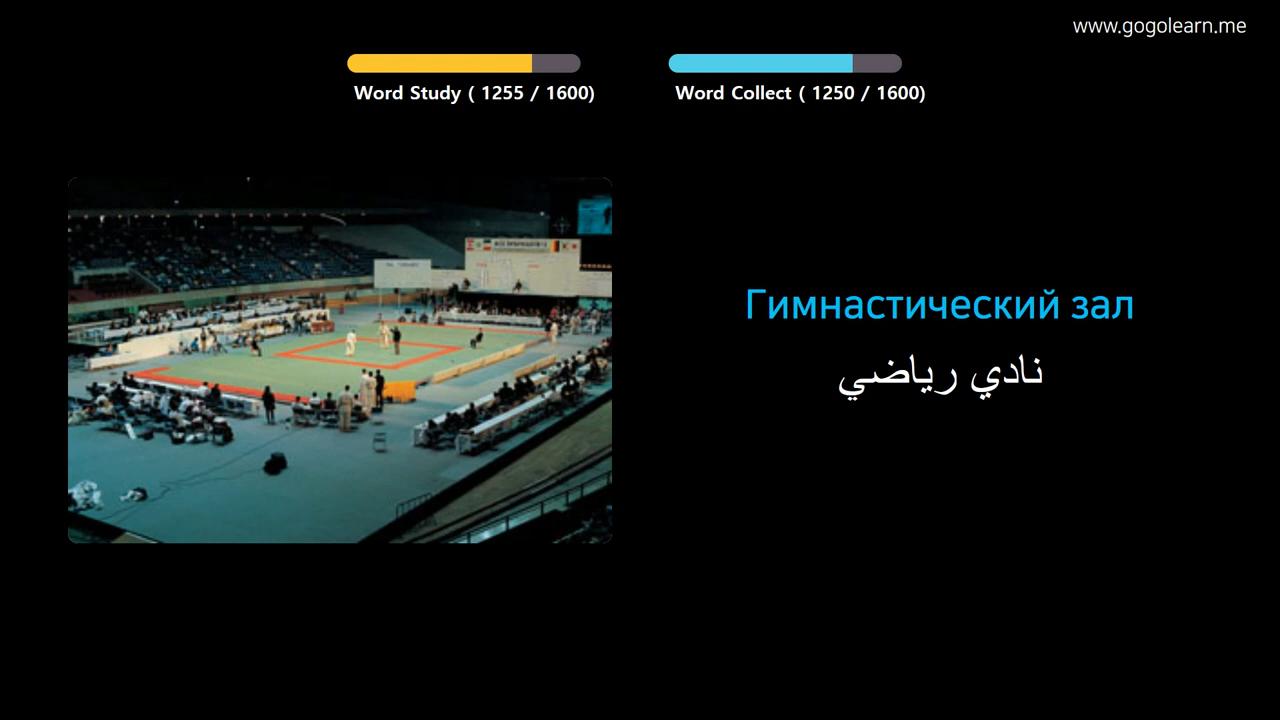 www.gogolearn.me
Word Study ( 1255 / 1600)
Word Collect ( 1250 / 1600)
Гимнастический зал
نادي رياضي